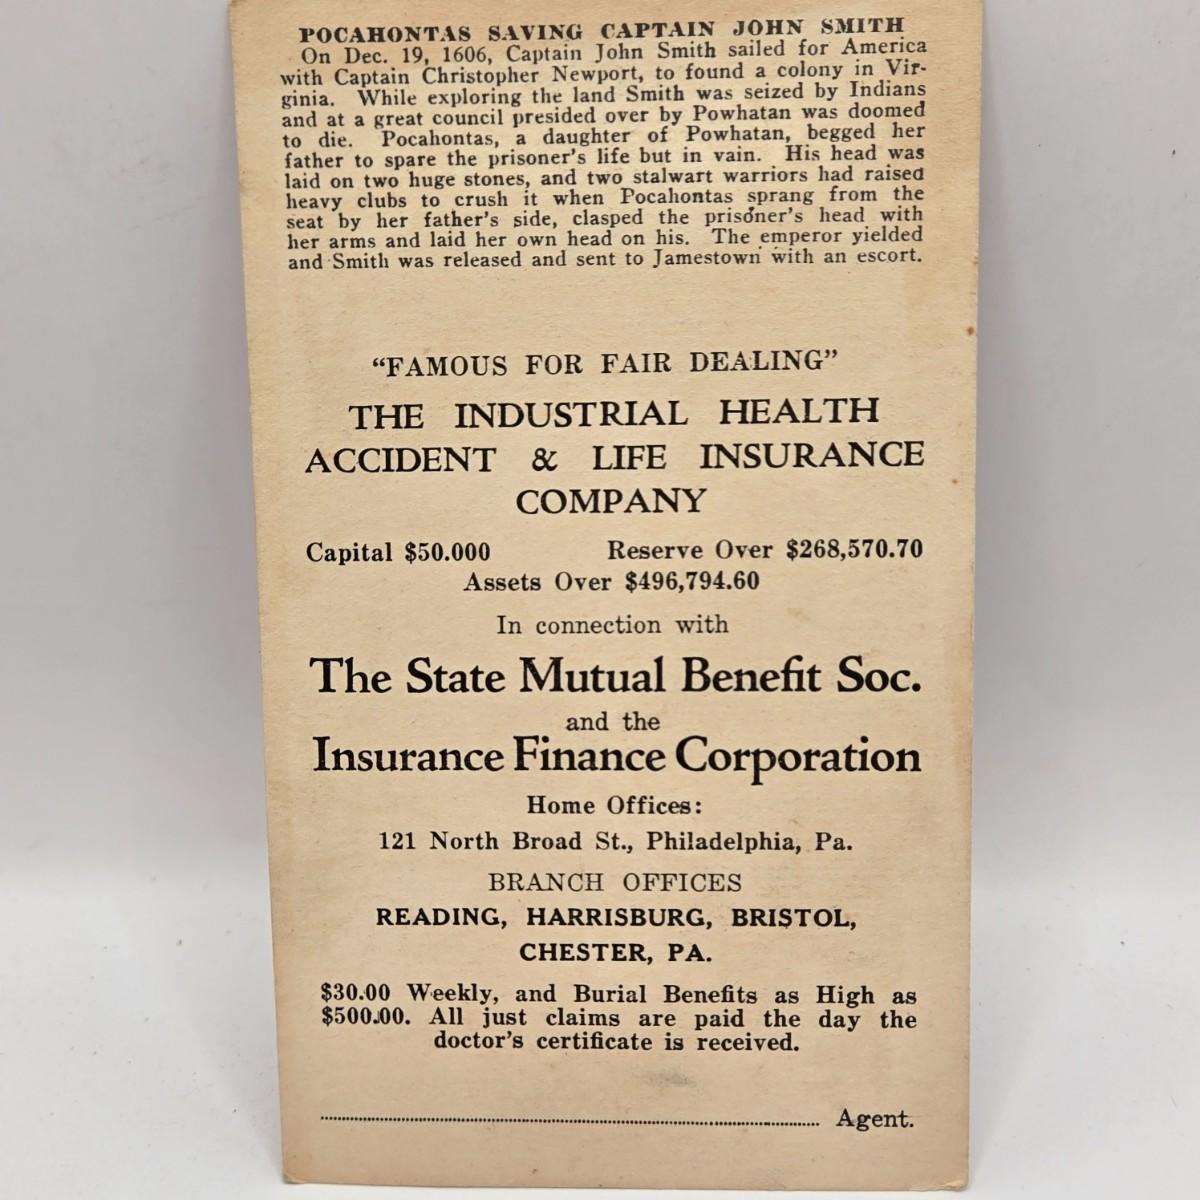 POCAHONTAS SAVING CAPTAIN JOHN SMITH
On Dec. 19, 1606, Captain John Smith sailed for America
with Captain Christopher Newport, to found a colony in Vir-
ginia. While exploring the land Smith was seized by Indians
and at a great council presided over by Powhatan was doomed
to die. Pocahontas, a daughter of Powhatan, begged her
father to spare the prisoner's life but in vain. His head was
laid on two huge stones, and two stalwart warriors had raised
heavy clubs to crush it when Pocahontas sprang from the
seat by her father's side, clasped the prisoner's head with
her arms and laid her own head on his. The emperor yielded
and Smith was released and sent to Jamestown with an escort.
"FAMOUS FOR FAIR DEALING"
THE INDUSTRIAL HEALTH
ACCIDENT & LIFE INSURANCE
COMPANY
Capital $50.000 Reserve Over $268,570.70
Assets Over $496,794.60
In connection with
The State Mutual Benefit Soc.
and the
Insurance Finance Corporation
Home Offices:
121 North Broad St., Philadelphia, Pa.
BRANCH OFFICES
READING, HARRISBURG, BRISTOL,
CHESTER, PA.
$30.00 Weekly, and Burial Benefits as High as
$500.00. All just claims are paid the day the
doctor's certificate is received.
Agent.